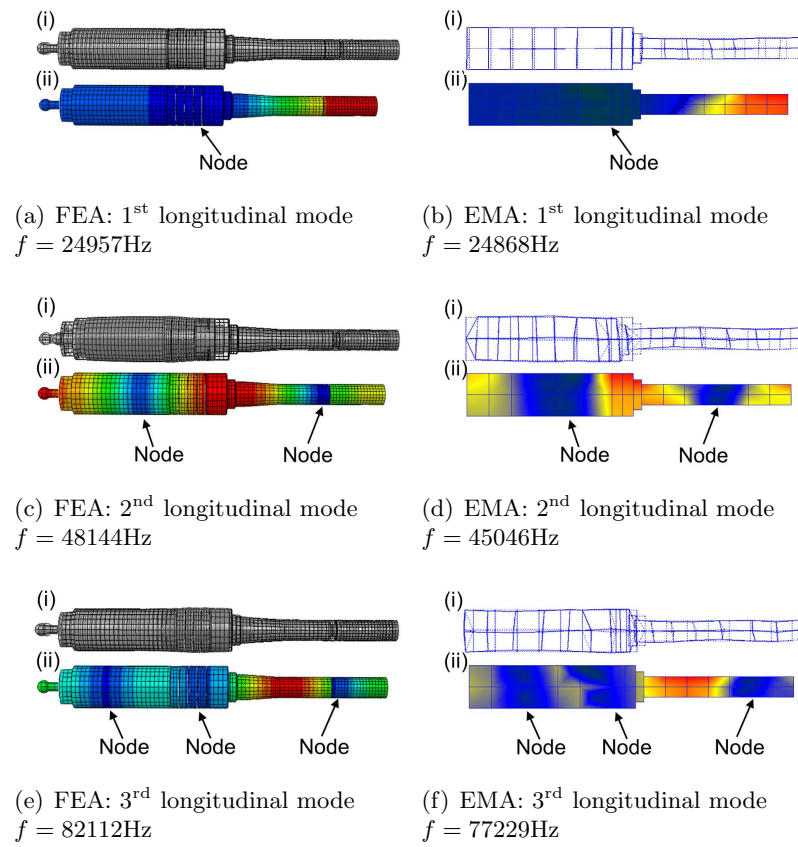 (i)
(ii)
Node
(a) FEA: 1st longitudinal mode
f = 24957Hz
(i)
(ii)
Node
(b) EMA: 1st longitudinal mode
f = 24868Hz
(i)
(ii)
Node
Node
(c) FEA: 2nd longitudinal mode
f = 48144Hz
(i)
(ii)
Node
Node
(d) EMA: 2nd longitudinal mode
f = 45046Hz
(i)
(ii)
Node
Node
Node
(e) FEA: 3rd longitudinal mode
f = 82112Hz
(i)
(ii)
Node
Node
Node
(f) EMA: 3rd longitudinal mode
f = 77229Hz